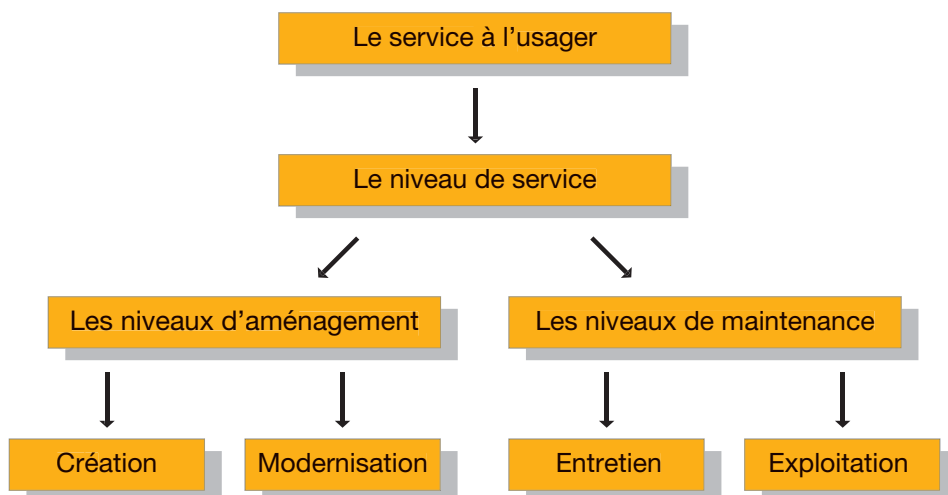 Le service à l'usager
Le niveau de service
Les niveaux d'aménagement
Les niveaux de maintenance
Création
Modernisation
Entretien
Exploitation